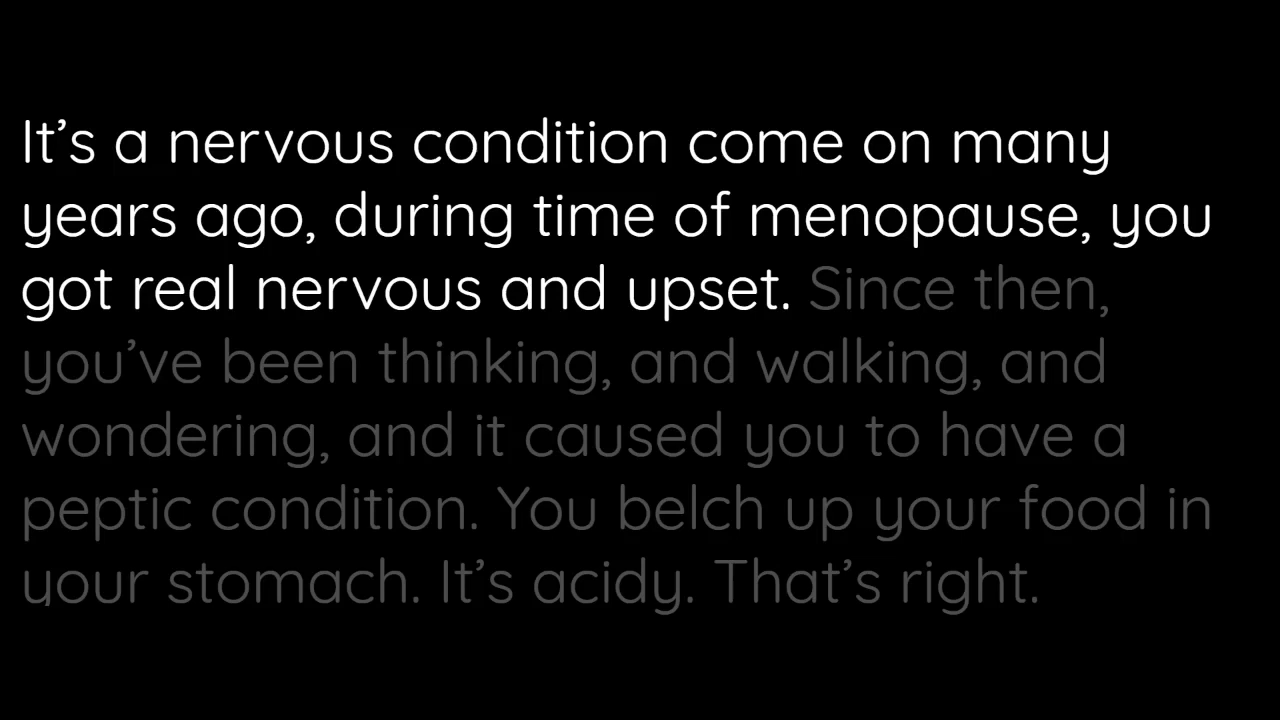 It’s a nervous condition come on many
years ago, during time of menopause, you
got real nervous and upset. Since then,
you’ve been thinking, and walking, and
wondering, and it caused you to have a
peptic condition. You belch up your food in
your stomach. It’s acidy. That’s right.